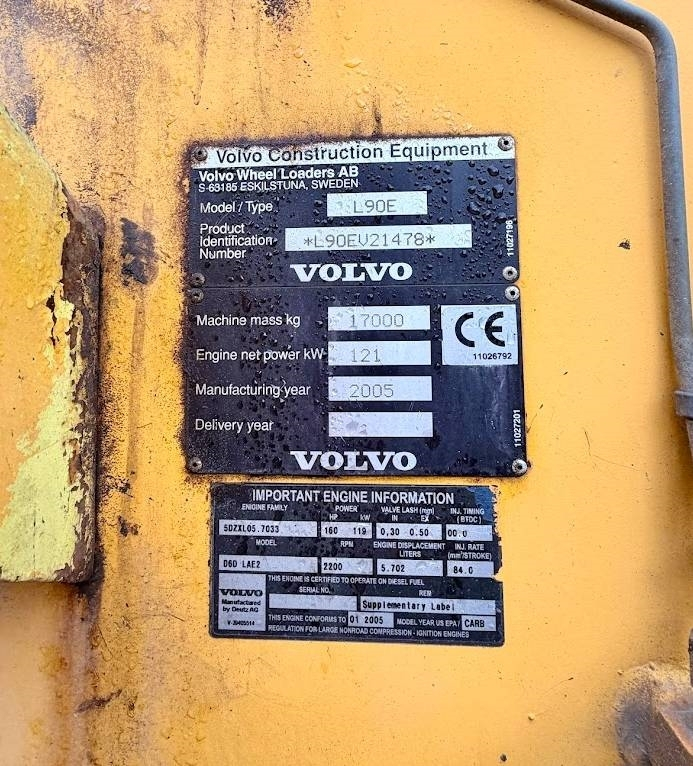 Volvo Construction Equipment
Volvo Wheel Loaders AB
S-63185 ESKILSTUNA, SWEDEN
Model / Type L90E
Product
Identification *L90EV21478*
Number
11027196
VOLVO
Machine mass kg 17000
CE
Engine net power kW 121
11026792
Manufacturing year 2005
Delivery year
11027201
VOLVO
IMPORTANT ENGINE INFORMATION
ENGINE FAMILY POWER VALVE LASH (mm) INJ. TIMING
HP kW IN EX (BTDC)
5DZXL05.7033 160 119 0,30 0.50 00.0
MODEL RPM ENGINE DISPLACEMENT INJ. RATE
LITERS (mm³/STROKE)
D6D LAE2 2200 5.702 84.0
THIS ENGINE IS CERTIFIED TO OPERATE ON DIESEL FUEL
VOLVO SERIAL NO. REM
Manufactured Supplementary Label
by Deutz AG
THIS ENGINE CONFORMS TO 01 2005 MODEL YEAR US EPA/ CARB
REGULATION FOR LARGE NONROAD COMPRESSION - IGNITION ENGINES